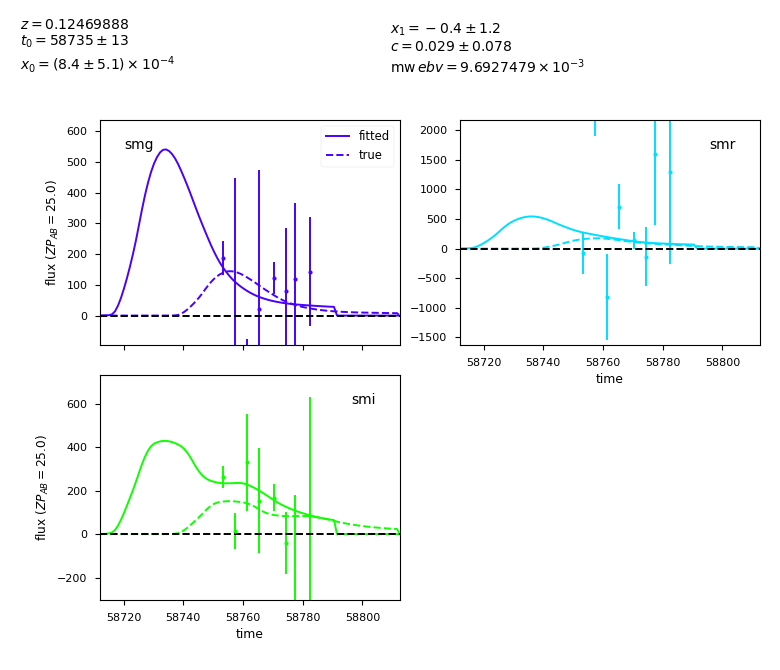 z = 0.12469888
t₀ = 58735 ± 13
x₀ = (8.4 ± 5.1) × 10⁻⁴
x₁ = −0.4 ± 1.2
c = 0.029 ± 0.078
mw ebv = 9.6927479 × 10⁻³
smg
fitted
true
600
500
400
300
200
100
0
flux (ZP_AB = 25.0)
smr
2000
1500
1000
500
0
−500
−1000
−1500
58720 58740 58760 58780 58800
time
smi
600
400
200
0
−200
flux (ZP_AB = 25.0)
58720 58740 58760 58780 58800
time